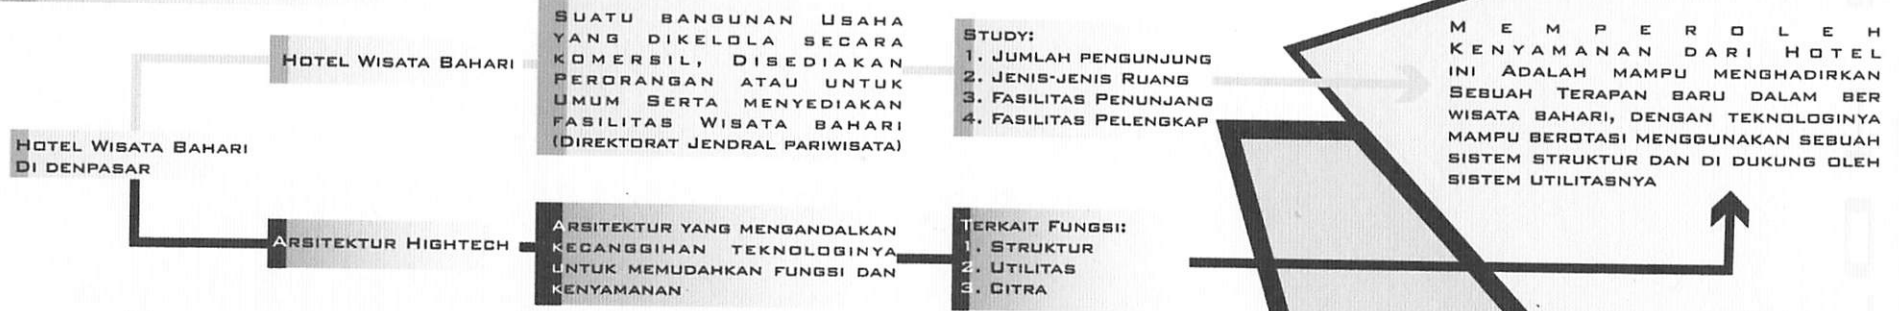 HOTEL WISATA BAHARI
DI DENPASAR
HOTEL WISATA BAHARI
SUATU BANGUNAN USAHA
YANG DIKELOLA SECARA
KOMERSIL, DISEDIAKAN
PERORANGAN ATAU UNTUK
UMUM SERTA MENYEDIAKAN
FASILITAS WISATA BAHARI
(DIREKTORAT JENDRAL PARIWISATA)
STUDY:
1. JUMLAH PENGUNJUNG
2. JENIS-JENIS RUANG
3. FASILITAS PENUNJANG
4. FASILITAS PELENGKAP
ARSITEKTUR HIGHTECH
ARSITEKTUR YANG MENGANDALKAN
KECANGGIHAN TEKNOLOGINYA
UNTUK MEMUDAHKAN FUNGSI DAN
KENYAMANAN
TERKAIT FUNGSI:
1. STRUKTUR
2. UTILITAS
3. CITRA
M E M P E R O L E H
KENYAMANAN DARI HOTEL
INI ADALAH MAMPU MENGHADIRKAN
SEBUAH TERAPAN BARU DALAM BER
WISATA BAHARI, DENGAN TEKNOLOGINYA
MAMPU BEROTASI MENGGUNAKAN SEBUAH
SISTEM STRUKTUR DAN DI DUKUNG OLEH
SISTEM UTILITASNYA